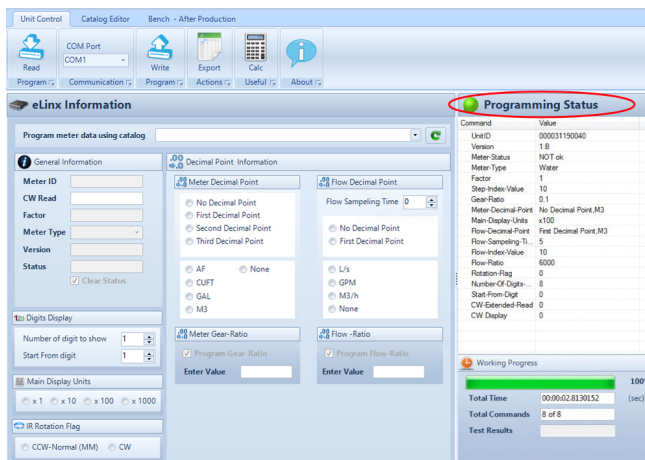 Unit Control Catalog Editor Bench - After Production
COM Port
COM1
Read Write Export Calc
Program Communication Program Actions Useful About
eLinx Information
Programming Status
Program meter data using catalog
Command Value
UnitID 000031190040
Version 1.B
Meter-Status NOT ok
Meter-Type Water
Factor 1
Step-Index-Value 10
Gear-Ratio 0.1
Meter-Decimal-Point No Decimal Point,M3
Main-Display-Units x100
Flow-Decimal-Point First Decimal Point,M3
Flow-Sampling-Ti... 5
Flow-Index-Value 10
Flow-Ratio 6000
Rotation-Flag 0
Number-Of-Digits-... 8
Start-From-Digit 0
CW-Extended-Read 0
CW Display 0
General Information
Meter ID
CW Read
Factor
Meter Type
Version
Status
Clear Status
123 Digits Display
Number of digit to show 1
Start From digit 1
Main Display Units
x 1 x 10 x 100 x 1000
IR Rotation Flag
CCW-Normal (MM) CW
.00 Decimal Point Information
Meter Decimal Point
No Decimal Point
First Decimal Point
Second Decimal Point
Third Decimal Point
AF None
CUFT
GAL
M3
Meter Gear-Ratio
Program Gear-Ratio
Enter Value
Flow Decimal Point
Flow Sampeling Time 0
No Decimal Point
First Decimal Point
L/s
GPM
M3/h
None
Flow -Ratio
Program Flow-Ratio
Enter Value
Working Progress
100%
Total Time 00:00:02.8130152 (sec)
Total Commands 8 of 8
Test Results